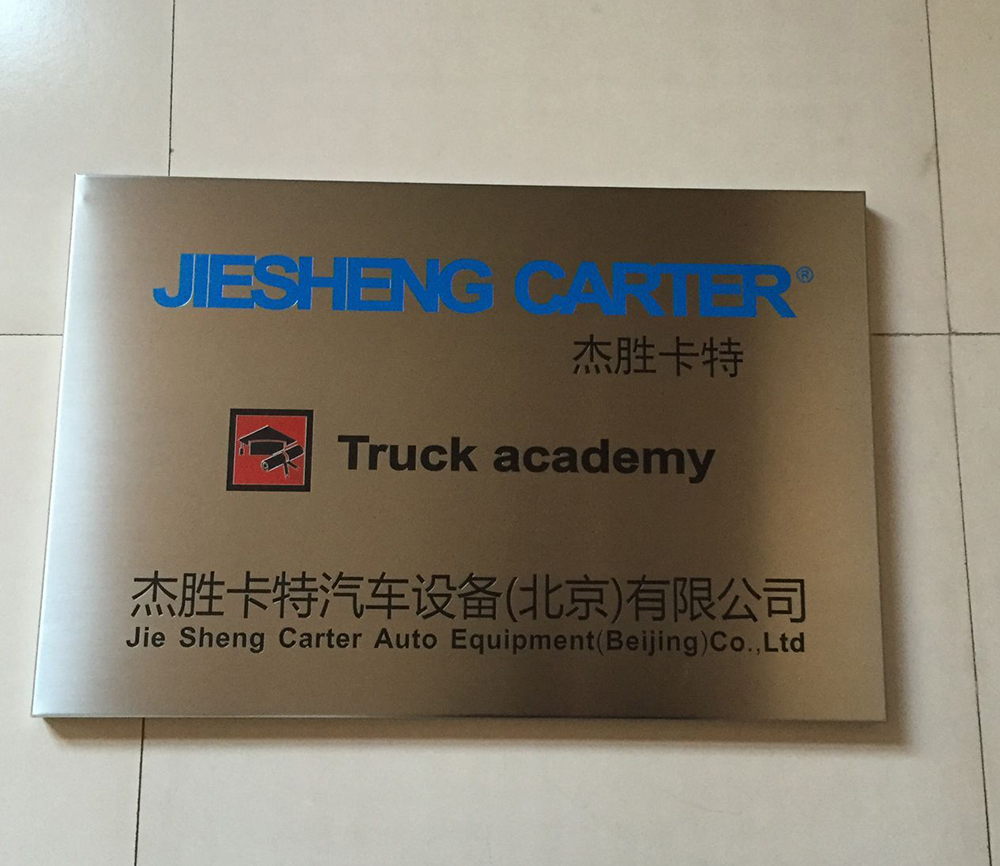 JIESHENG CARTER®
杰胜卡特
Truck academy
杰胜卡特汽车设备(北京)有限公司
Jie Sheng Carter Auto Equipment(Beijing)Co.,Ltd